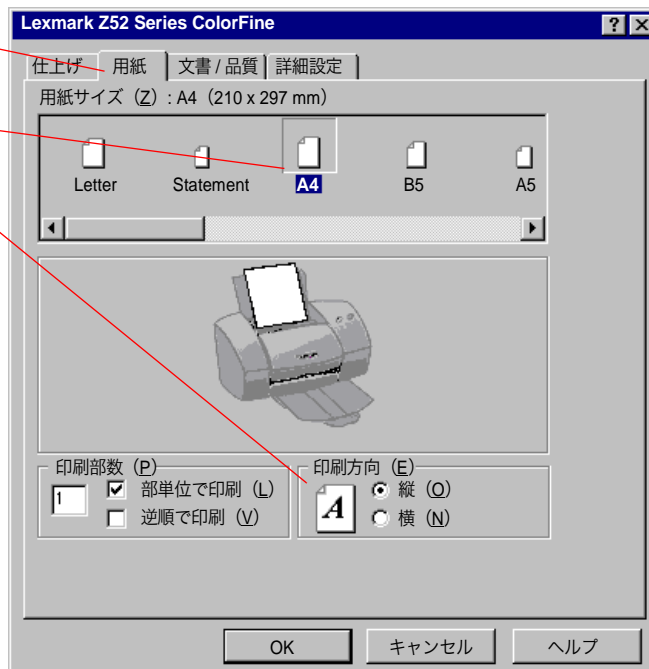 Lexmark Z52 Series ColorFine
仕上げ 用紙 文書 / 品質 詳細設定
用紙サイズ（Z）: A4（210 x 297 mm）
Letter Statement A4 B5 A5
印刷部数（P） 印刷方向（E）
1 部単位で印刷（L） A 縦（O）
逆順で印刷（V） 横（N）
OK キャンセル ヘルプ